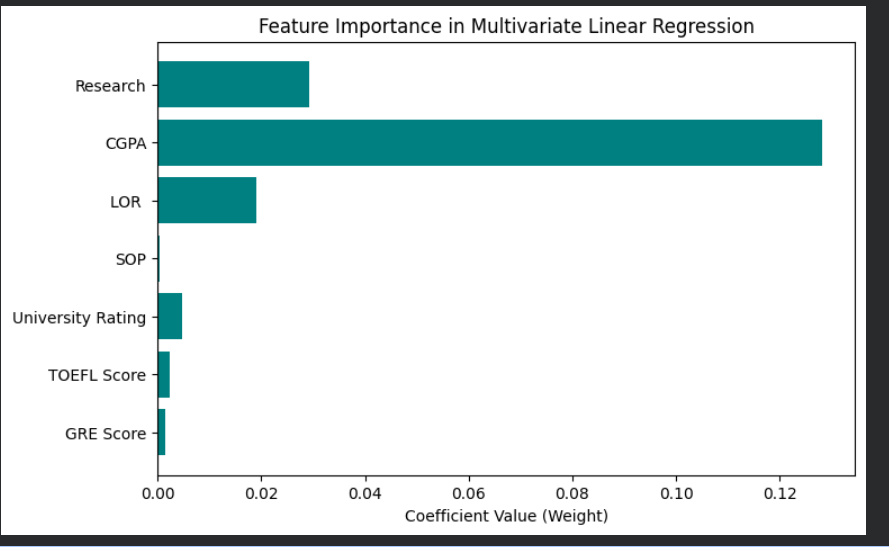 Feature Importance in Multivariate Linear Regression
Research
CGPA
LOR
SOP
University Rating
TOEFL Score
GRE Score
0.00 0.02 0.04 0.06 0.08 0.10 0.12
Coefficient Value (Weight)